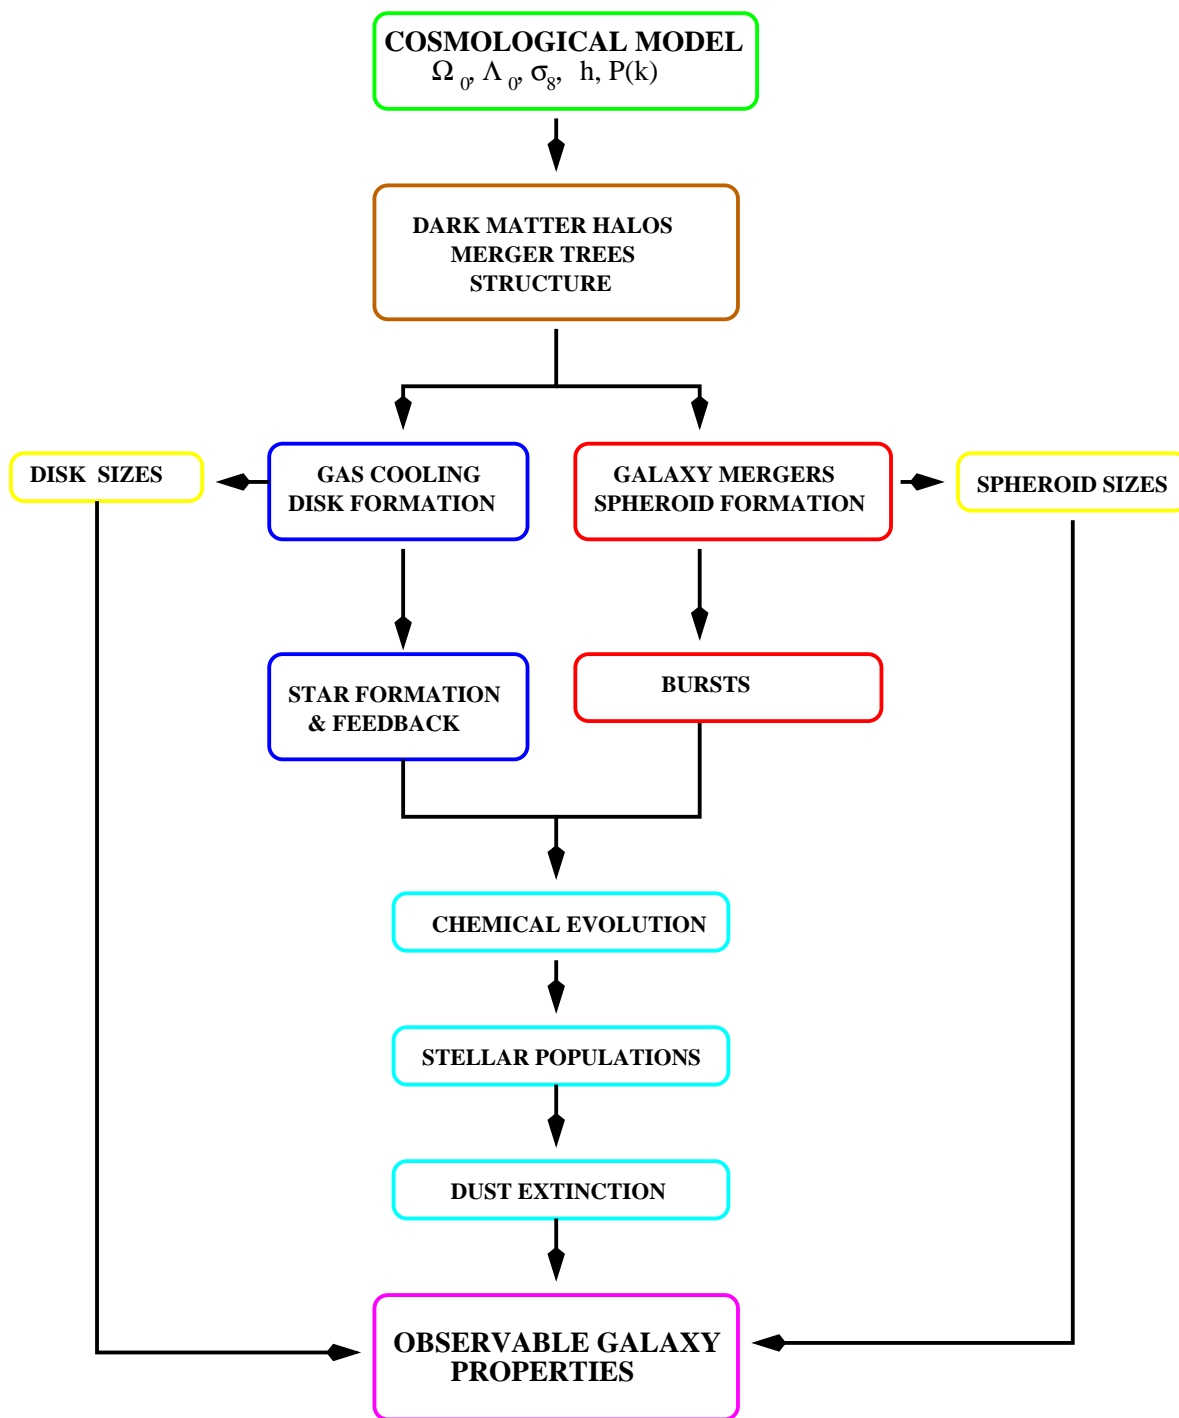 COSMOLOGICAL MODEL
Ω₀, Λ₀, σ₈, h, P(k)
DARK MATTER HALOS
MERGER TREES
STRUCTURE
DISK SIZES
GAS COOLING
DISK FORMATION
GALAXY MERGERS
SPHEROID FORMATION
SPHEROID SIZES
STAR FORMATION
& FEEDBACK
BURSTS
CHEMICAL EVOLUTION
STELLAR POPULATIONS
DUST EXTINCTION
OBSERVABLE GALAXY
PROPERTIES